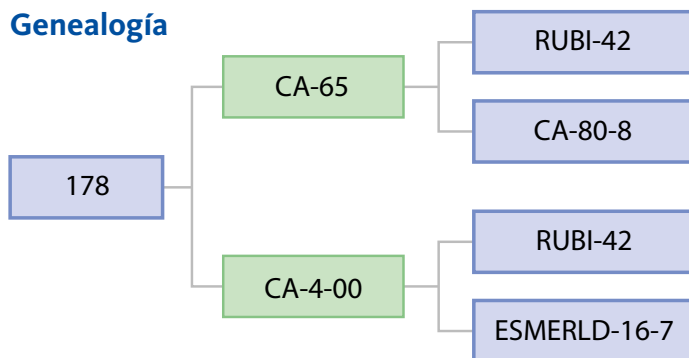 Genealogía
RUBI-42
CA-65
CA-80-8
178
RUBI-42
CA-4-00
ESMERLD-16-7